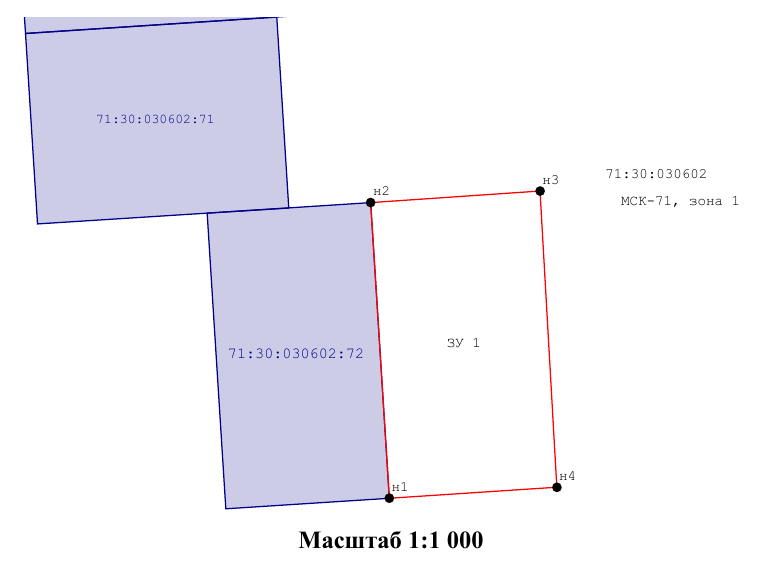 71:30:030602:71
н2
н3
71:30:030602
МСК-71, зона 1
ЗУ 1
71:30:030602:72
н4
н1
Масштаб 1:1 000